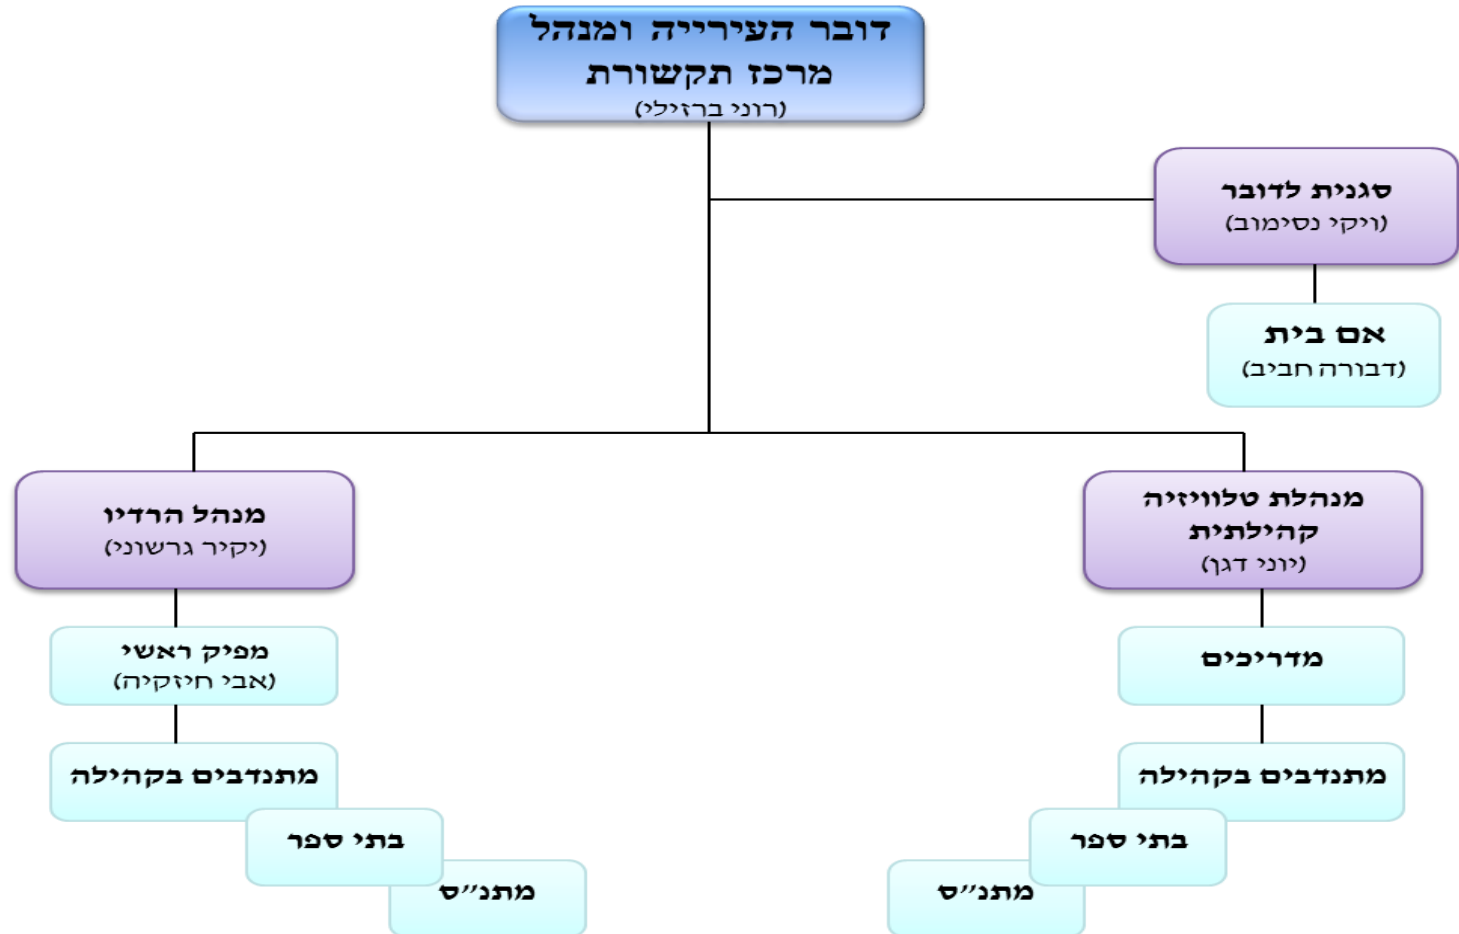 דובר העירייה ומנהל
מרכז תקשורת
(רוני ברזילי)
סגנית לדובר
(ויקי נסימוב)
אם בית
(דבורה חביב)
מנהלת טלוויזיה
קהילתית
(יוני דגן)
מדריכים
מתנדבים בקהילה
בתי ספר
מתנ״ס
מנהל הרדיו
(יקיר גרשוני)
מפיק ראשי
(אבי חיזקיה)
מתנדבים בקהילה
בתי ספר
מתנ״ס